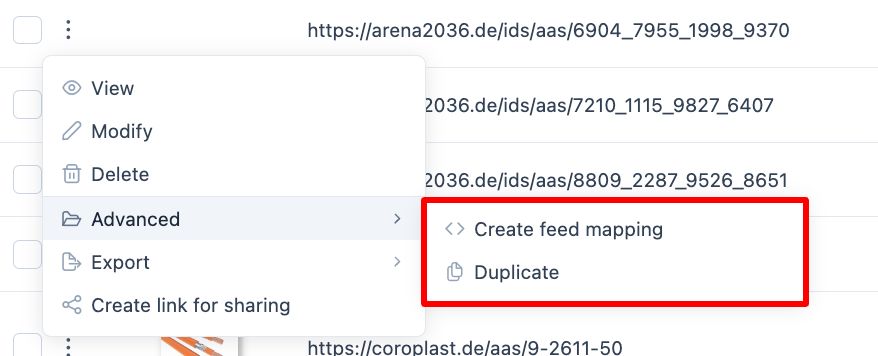 https://arena2036.de/ids/aas/6904_7955_1998_9370
View
2036.de/ids/aas/7210_1115_9827_6407
Modify
Delete
2036.de/ids/aas/8809_2287_9526_8651
Advanced
Create feed mapping
Export
Duplicate
Create link for sharing
https://coroplast.de/aas/9-2611-50